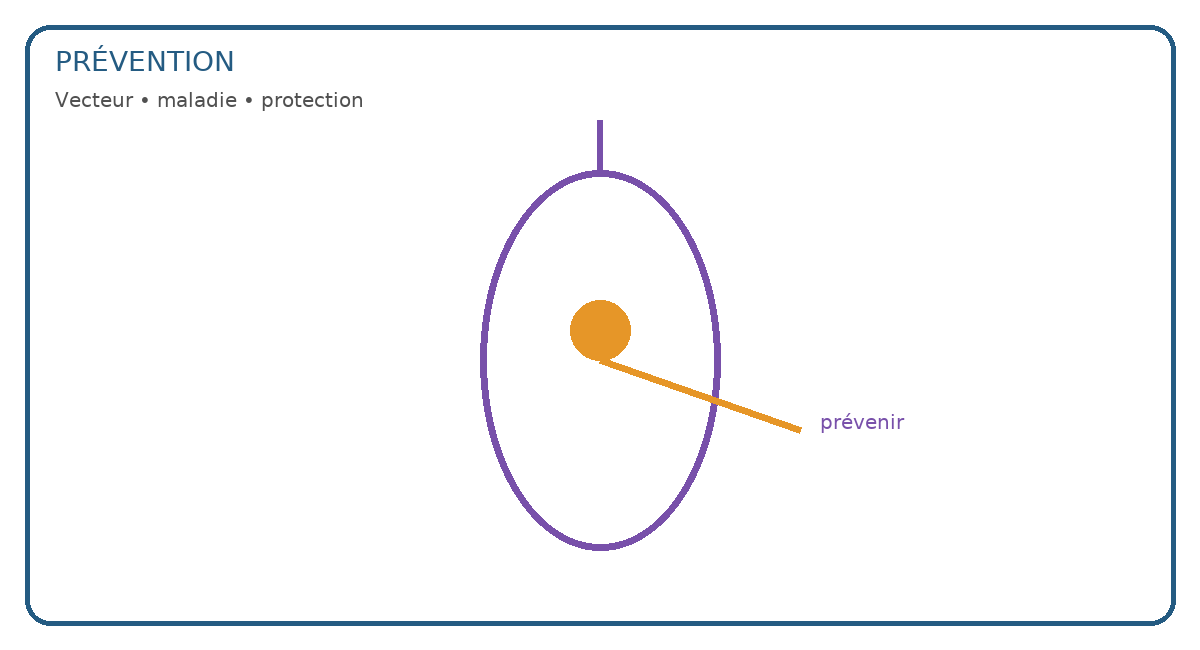 PRÉVENTION
Vecteur • maladie • protection
prévenir